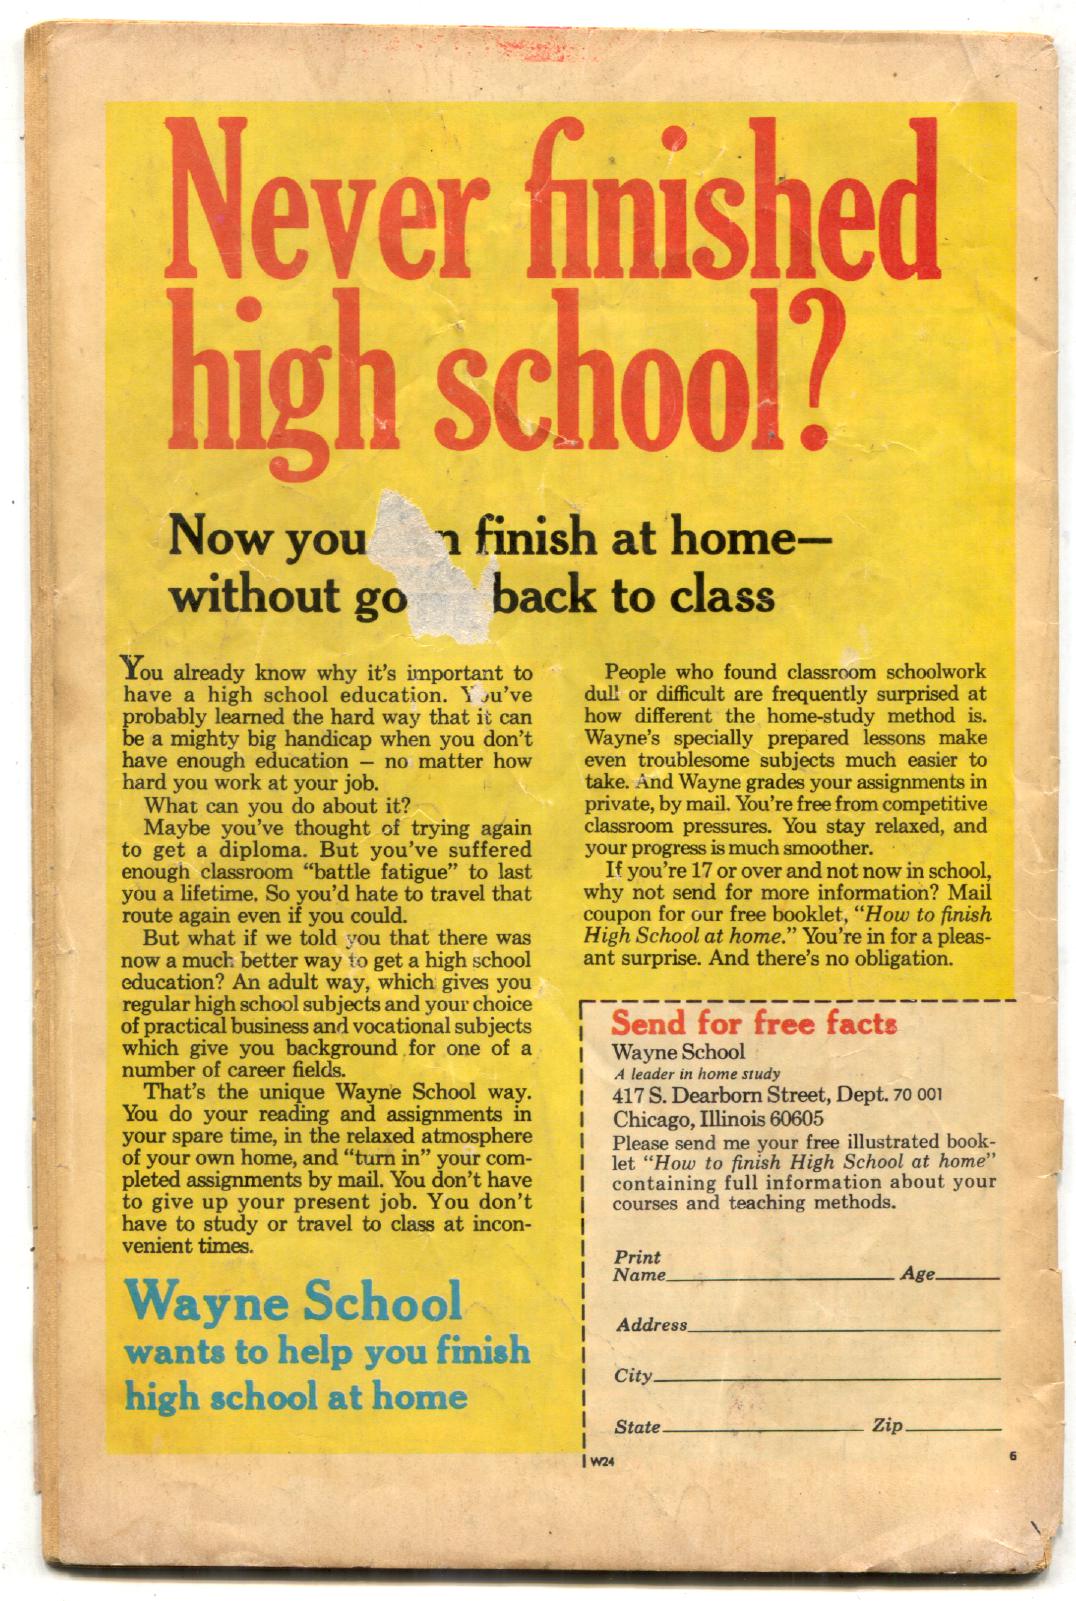 Never finished
high school?
Now you finish at home—
without back to class
You already know why it's important to
have a high school education. You've
probably learned the hard way that it can
be a mighty big handicap when you don't
have enough education — no matter how
hard you work at your job.
What can you do about it?
Maybe you've thought of trying again
to get a diploma. But you've suffered
enough classroom "battle fatigue" to last
you a lifetime. So you'd hate to travel that
route again even if you could.
But what if we told you that there was
now a much better way to get a high school
education? An adult way, which gives you
regular high school subjects and your choice
of practical business and vocational subjects
which give you background for one of a
number of career fields.
That's the unique Wayne School way.
You do your reading and assignments in
your spare time, in the relaxed atmosphere
of your own home, and "turn in" your com-
pleted assignments by mail. You don't have
to give up your present job. You don't
have to study or travel to class at incon-
venient times.
Wayne School
wants to help you finish
high school at home
People who found classroom schoolwork
dull or difficult are frequently surprised at
how different the home-study method is.
Wayne's specially prepared lessons make
even troublesome subjects much easier to
take. And Wayne grades your assignments in
private, by mail. You're free from competitive
classroom pressures. You stay relaxed, and
your progress is much smoother.
If you're 17 or over and not now in school,
why not send for more information? Mail
coupon for our free booklet, "How to finish
High School at home." You're in for a pleas-
ant surprise. And there's no obligation.
Send for free facts
Wayne School
A leader in home study
417 S. Dearborn Street, Dept. 70 001
Chicago, Illinois 60605
Please send me your free illustrated book-
let "How to finish High School at home"
containing full information about your
courses and teaching methods.
Print
Name Age
Address
City
State Zip
W24 6